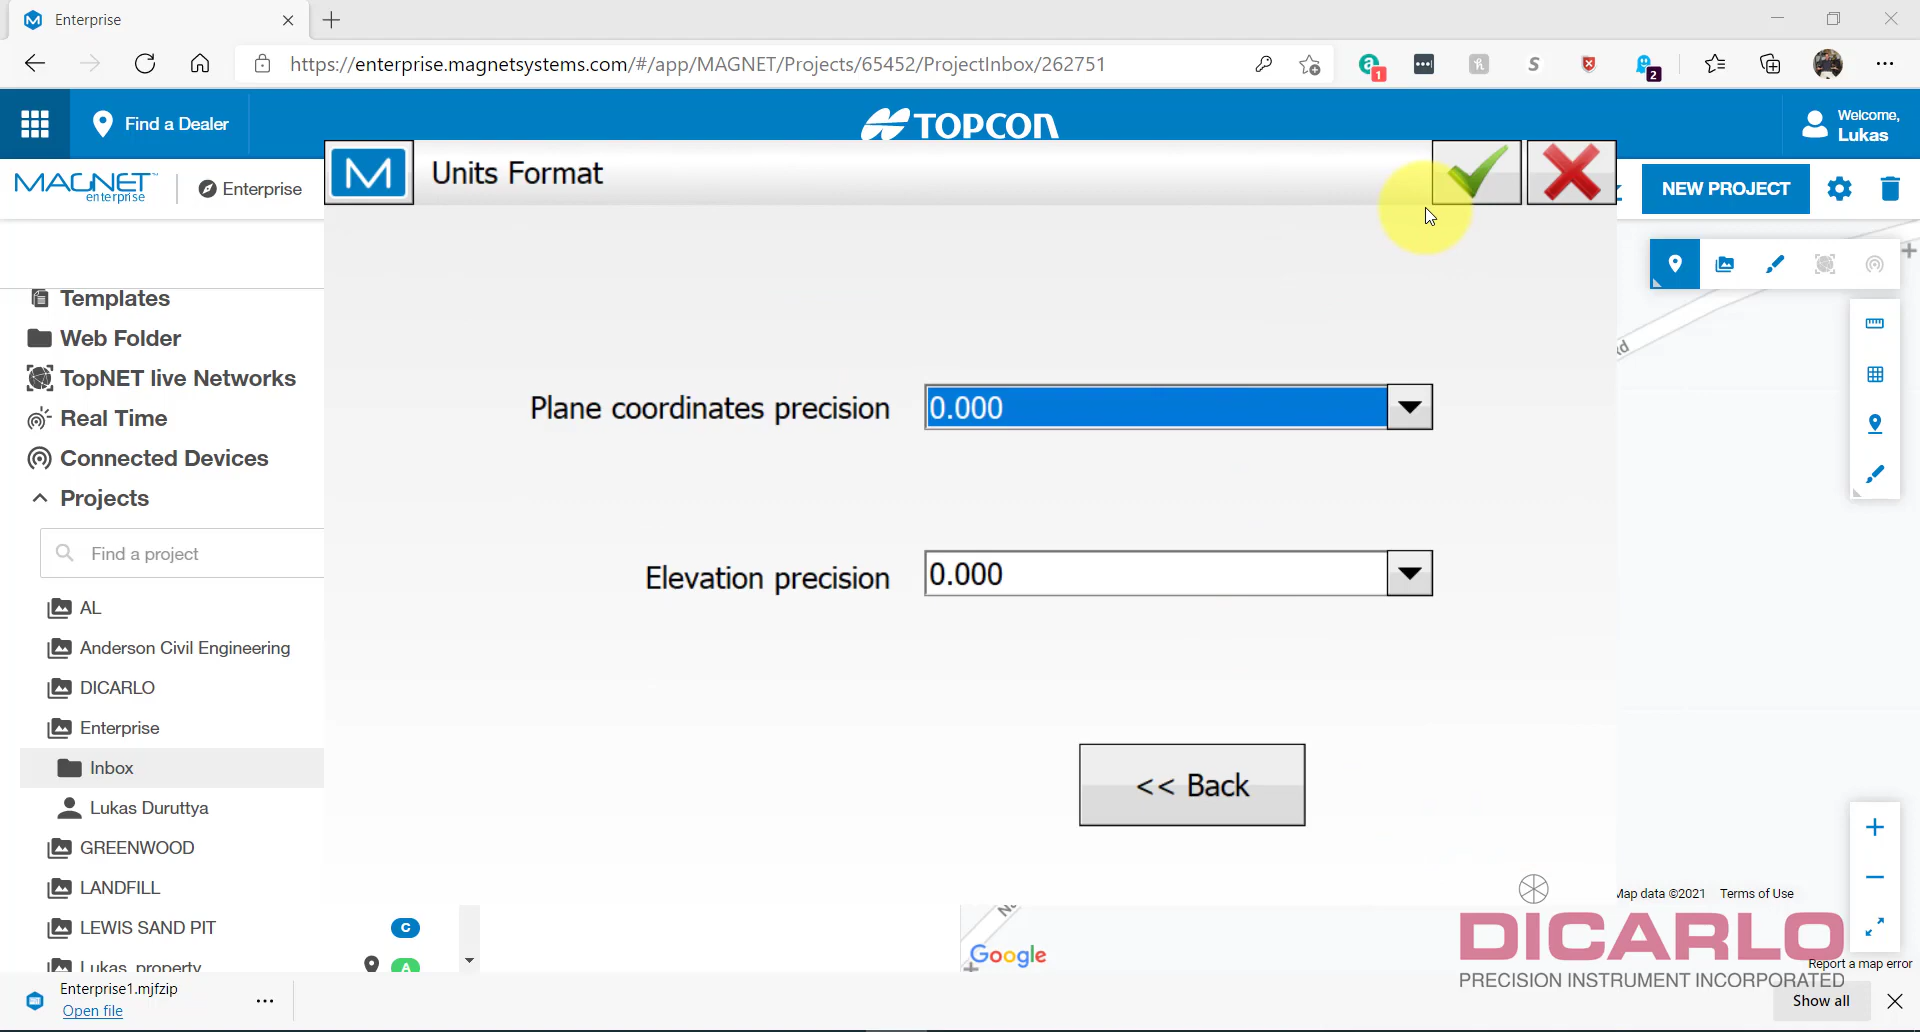 Enterprise
https://enterprise.magnetsystems.com/#/app/MAGNET/Projects/65452/ProjectInbox/262751
a
1
h
S
2
Find a Dealer
TOPCON
Welcome,
Lukas
MAGNET
enterprise
Enterprise
M
Units Format
NEW PROJECT
Templates
Web Folder
TopNET live Networks
Real Time
Connected Devices
Projects
Find a project
AL
Anderson Civil Engineering
DICARLO
Enterprise
Inbox
Lukas Duruttya
GREENWOOD
LANDFILL
LEWIS SAND PIT
C
Lukas property
A
Plane coordinates precision
0.000
Elevation precision
0.000
<< Back
Google
Map data ©2021
Terms of Use
DICARLO
PRECISION INSTRUMENT INCORPORATED
Report a map error
Enterprise1.mjfzip
Open file
Show all